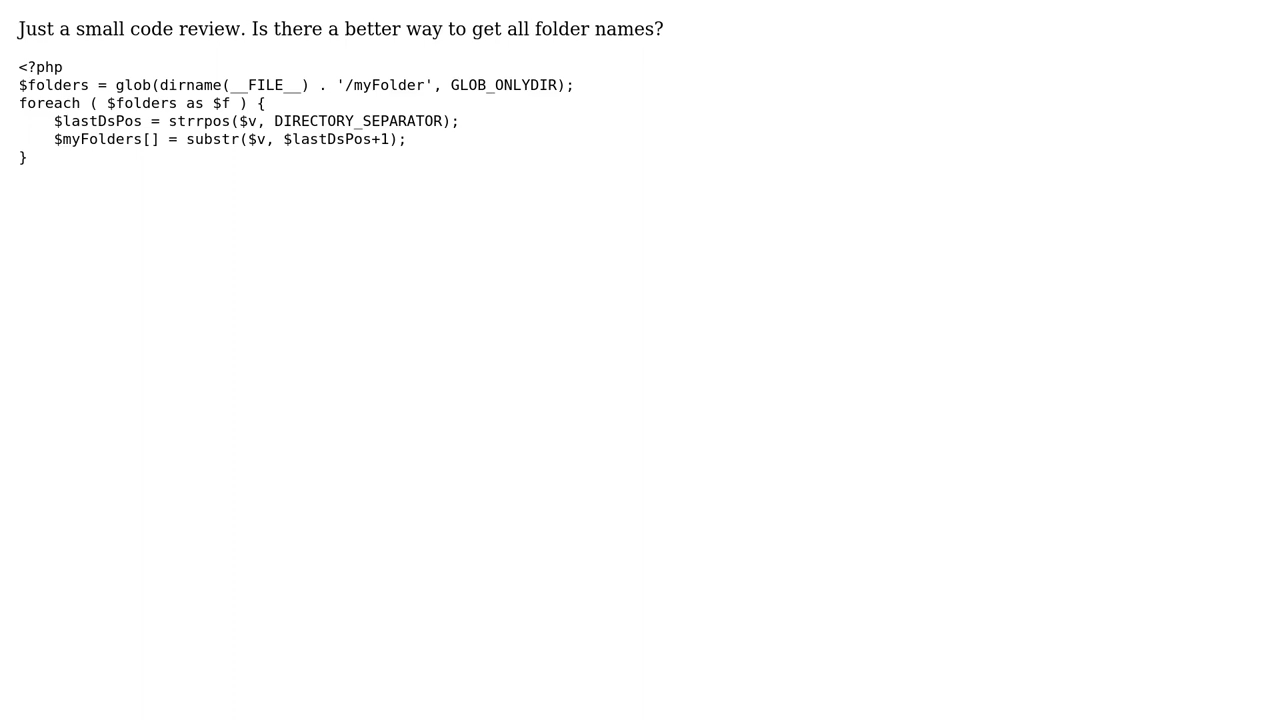 Just a small code review. Is there a better way to get all folder names?
<?php
$folders = glob(dirname(__FILE__) . '/myFolder', GLOB_ONLYDIR);
foreach ( $folders as $f ) {
    $lastDsPos = strrpos($v, DIRECTORY_SEPARATOR);
    $myFolders[] = substr($v, $lastDsPos+1);
}